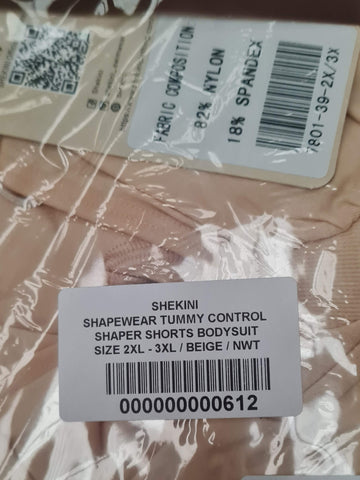 FABRIC COMPOSITION:
82% NYLON
18% SPANDEX
7801-39-2X/3X
SHEKINI
SHAPEWEAR TUMMY CONTROL
SHAPER SHORTS BODYSUIT
SIZE 2XL - 3XL / BEIGE / NWT
000000000612